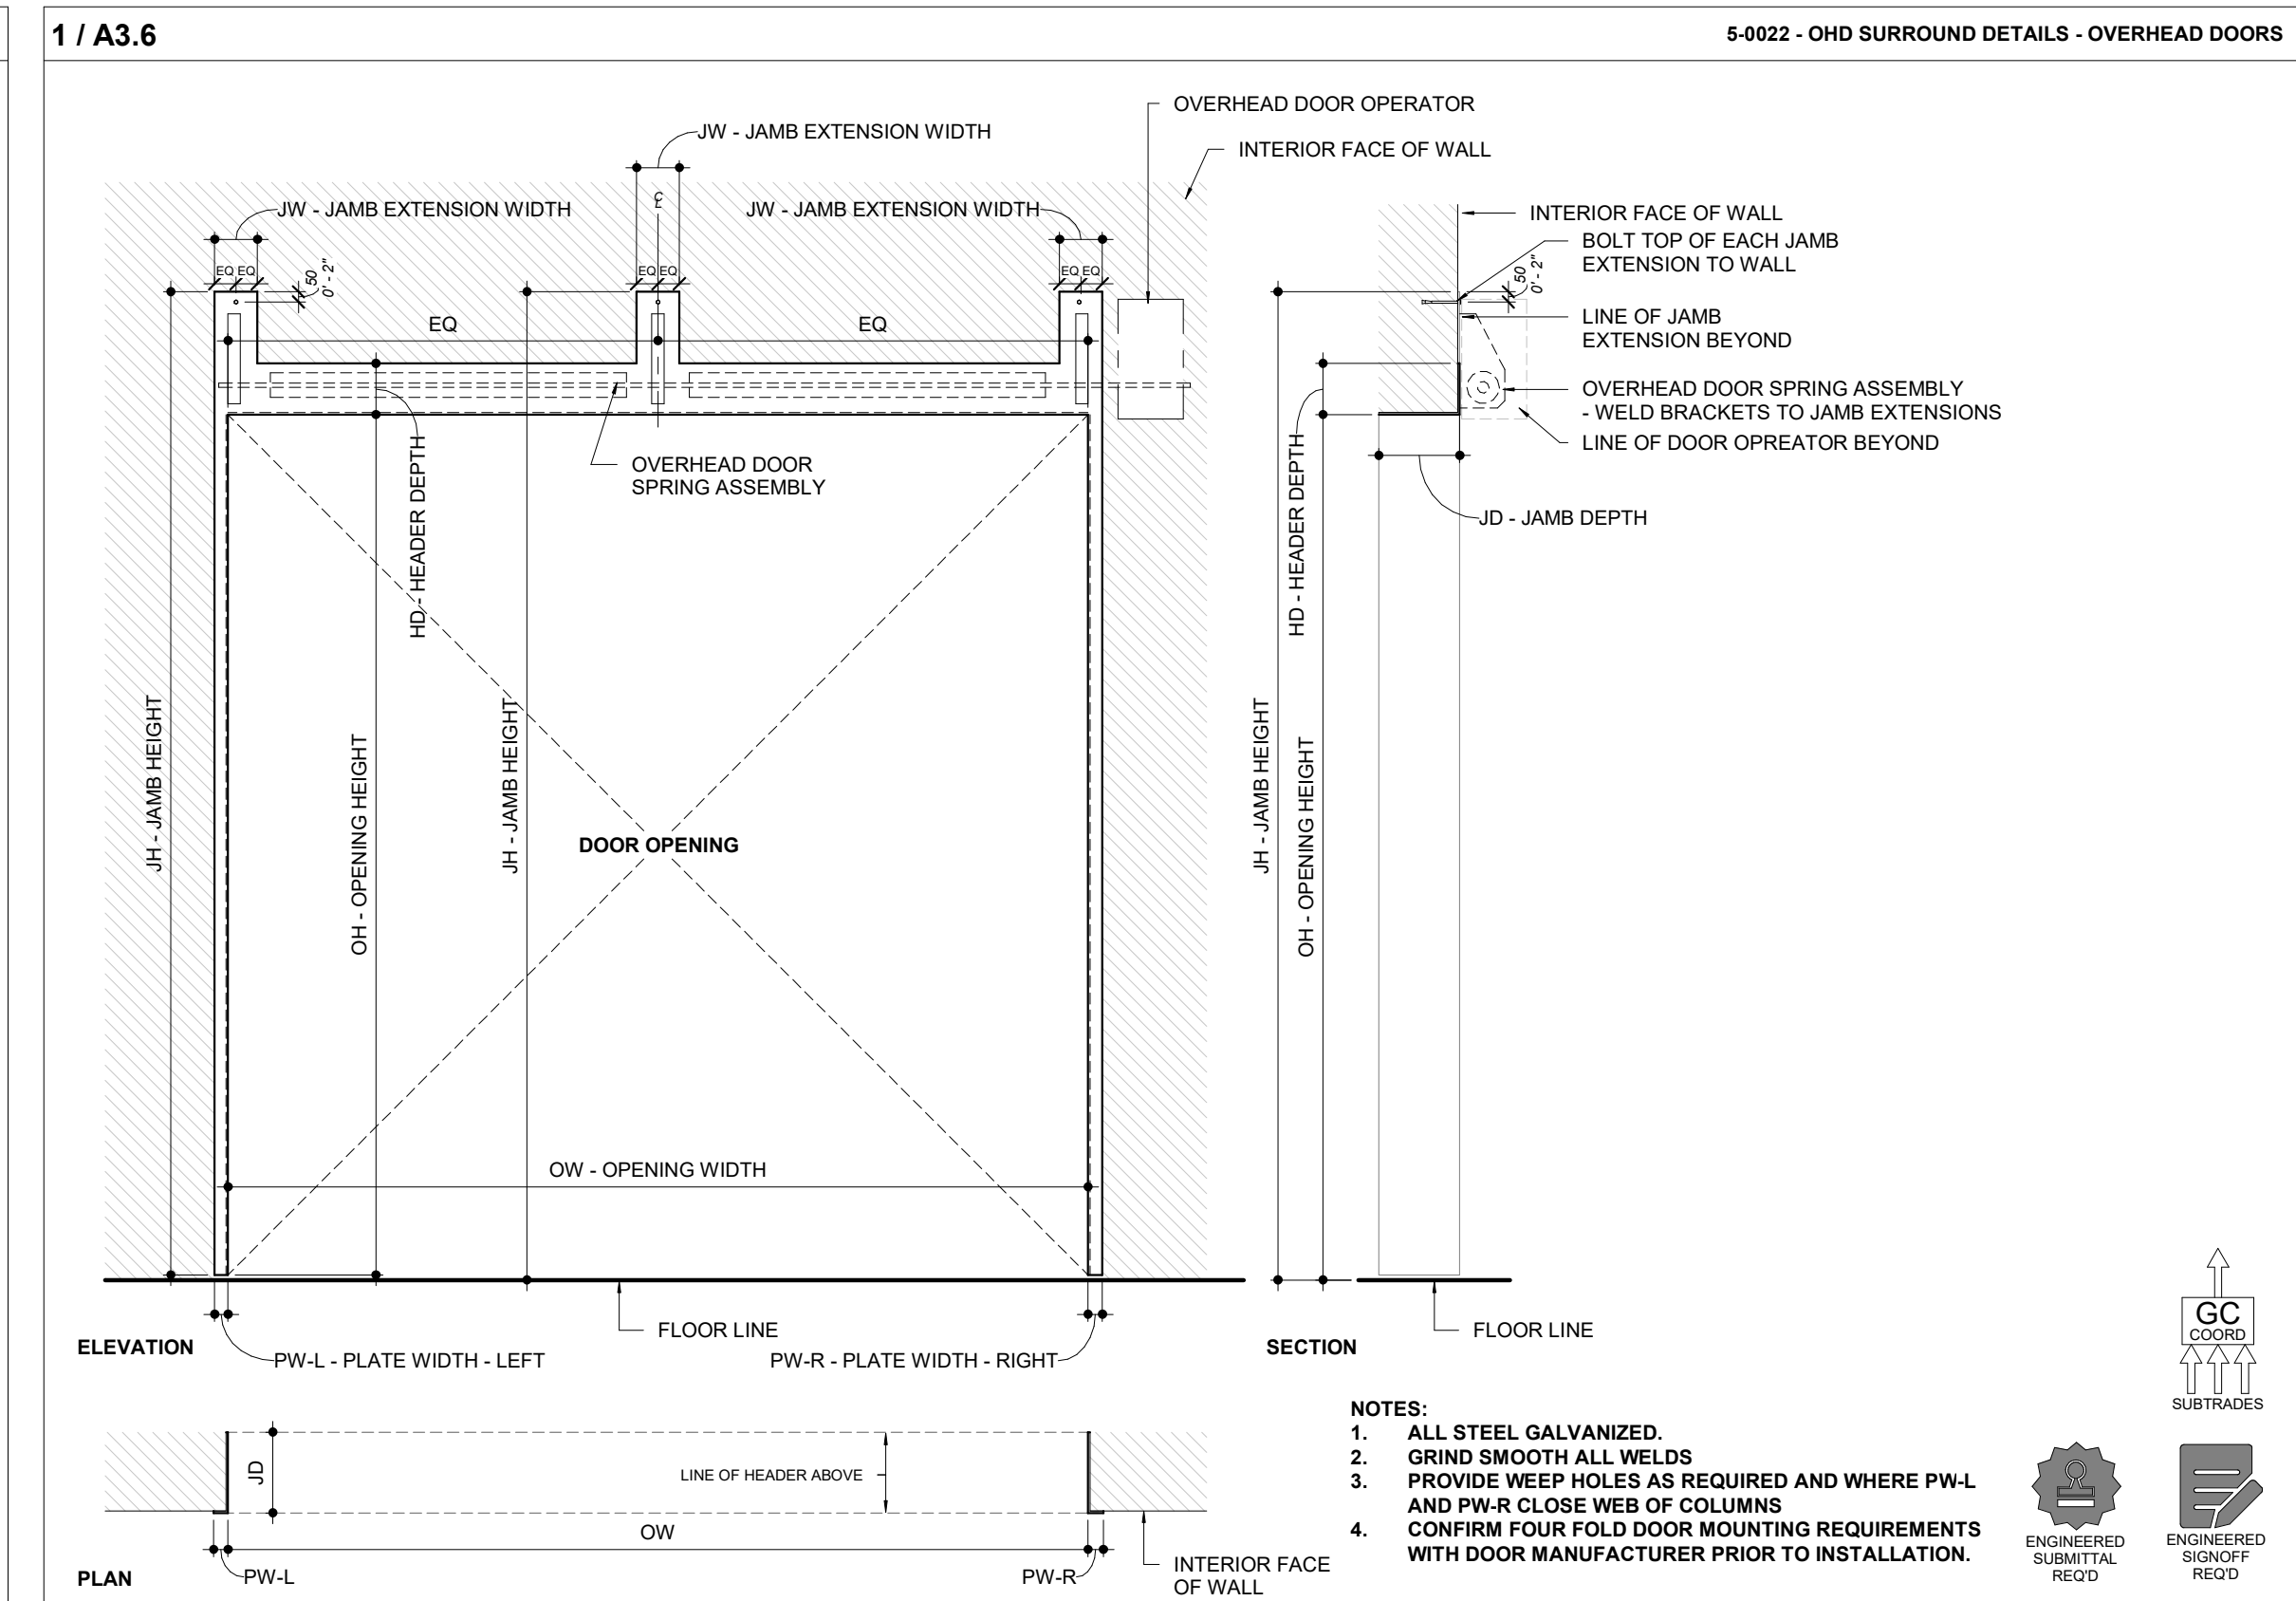 1 / A3.6
5-0022 - OHD SURROUND DETAILS - OVERHEAD DOORS
OVERHEAD DOOR OPERATOR
JW - JAMB EXTENSION WIDTH
INTERIOR FACE OF WALL
JW - JAMB EXTENSION WIDTH
JW - JAMB EXTENSION WIDTH
℄
EQ EQ
50
0' - 2"
EQ EQ
EQ EQ
EQ
EQ
HD - HEADER DEPTH
OVERHEAD DOOR
SPRING ASSEMBLY
JH - JAMB HEIGHT
OH - OPENING HEIGHT
JH - JAMB HEIGHT
DOOR OPENING
OW - OPENING WIDTH
FLOOR LINE
ELEVATION
PW-L - PLATE WIDTH - LEFT
PW-R - PLATE WIDTH - RIGHT
INTERIOR FACE OF WALL
BOLT TOP OF EACH JAMB
EXTENSION TO WALL
50
0' - 2"
LINE OF JAMB
EXTENSION BEYOND
OVERHEAD DOOR SPRING ASSEMBLY
- WELD BRACKETS TO JAMB EXTENSIONS
LINE OF DOOR OPREATOR BEYOND
HD - HEADER DEPTH
JD - JAMB DEPTH
JH - JAMB HEIGHT
OH - OPENING HEIGHT
FLOOR LINE
SECTION
JD
LINE OF HEADER ABOVE
OW
PW-L
PW-R
INTERIOR FACE
OF WALL
PLAN
NOTES:
1. ALL STEEL GALVANIZED.
2. GRIND SMOOTH ALL WELDS
3. PROVIDE WEEP HOLES AS REQUIRED AND WHERE PW-L
AND PW-R CLOSE WEB OF COLUMNS
4. CONFIRM FOUR FOLD DOOR MOUNTING REQUIREMENTS
WITH DOOR MANUFACTURER PRIOR TO INSTALLATION.
GC
COORD
SUBTRADES
ENGINEERED
SUBMITTAL
REQ'D
ENGINEERED
SIGNOFF
REQ'D